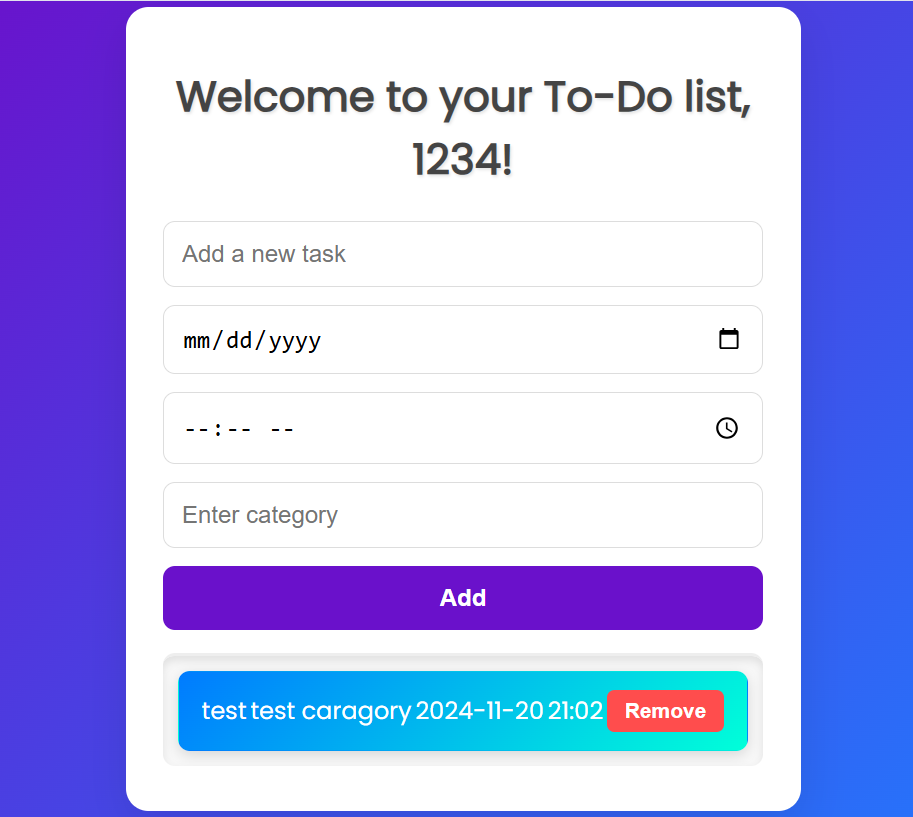 Welcome to your To-Do list,
1234!
Add a new task
mm/dd/yyyy
--:-- --
Enter category
Add
test test caragory 2024-11-20 21:02 Remove